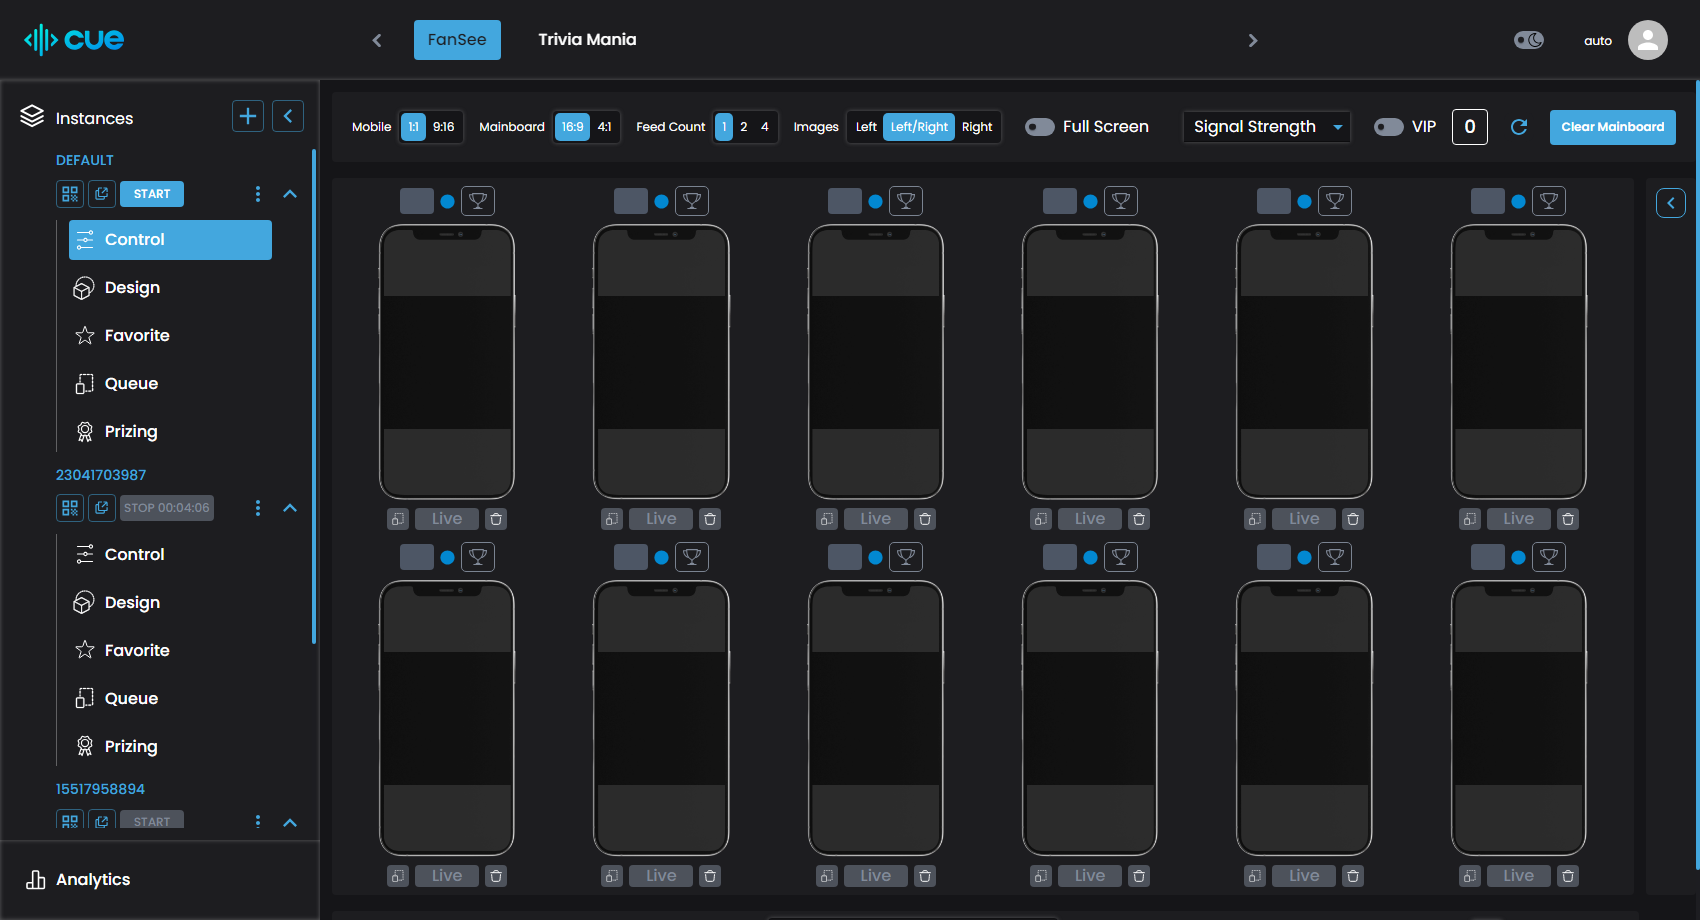 cue
FanSee
Trivia Mania
auto
Instances
DEFAULT
START
Control
Design
Favorite
Queue
Prizing
23041703987
STOP 00:04:06
Control
Design
Favorite
Queue
Prizing
15517958894
START
Analytics
Mobile 1:1 9:16 Mainboard 16:9 4:1 Feed Count 1 2 4 Images Left Left/Right Right Full Screen Signal Strength VIP 0 Clear Mainboard
Live Live Live Live Live Live
Live Live Live Live Live Live